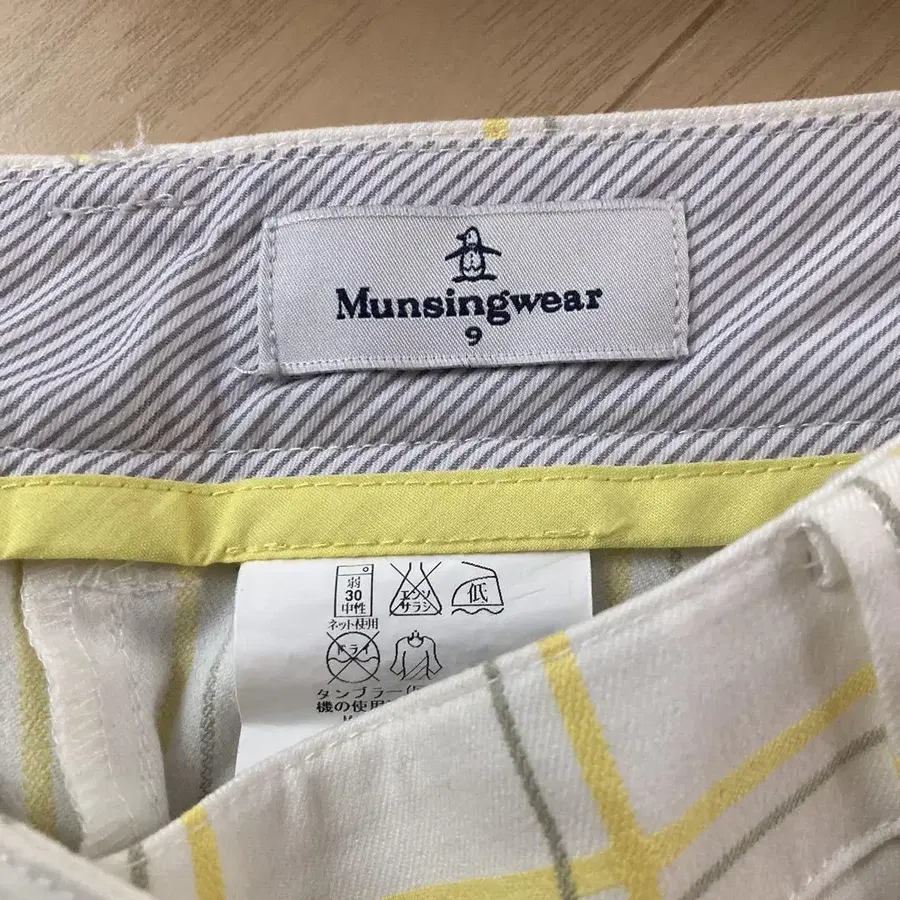 Munsingwear
9
弱
30
中性
ネット使用
エンソ
サラシ
低
ドライ
タンブラー
機の使用